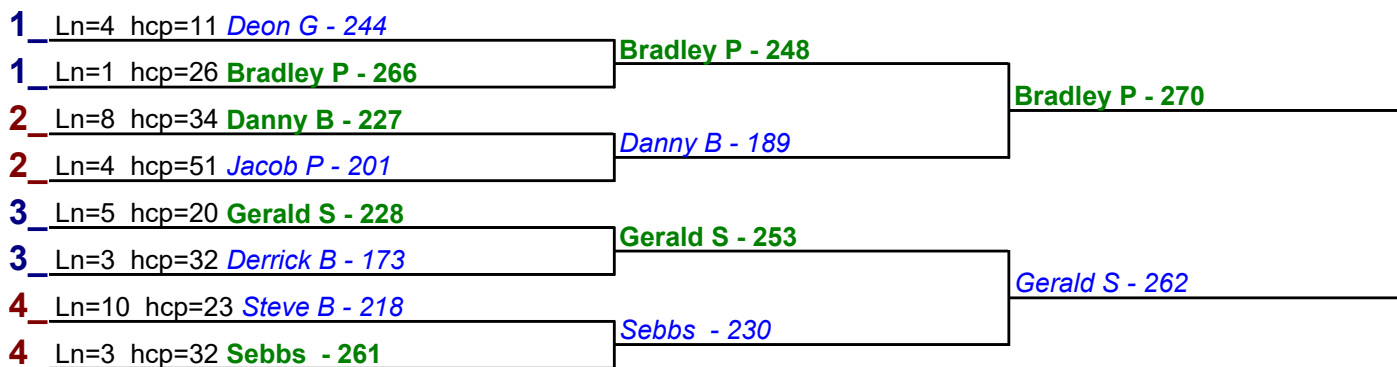 1_ Ln=4 hcp=11 Deon G - 244
Bradley P - 248
1_ Ln=1 hcp=26 Bradley P - 266
Bradley P - 270
2_ Ln=8 hcp=34 Danny B - 227
Danny B - 189
2_ Ln=4 hcp=51 Jacob P - 201
3_ Ln=5 hcp=20 Gerald S - 228
Gerald S - 253
3_ Ln=3 hcp=32 Derrick B - 173
Gerald S - 262
4_ Ln=10 hcp=23 Steve B - 218
Sebbs - 230
4 Ln=3 hcp=32 Sebbs - 261